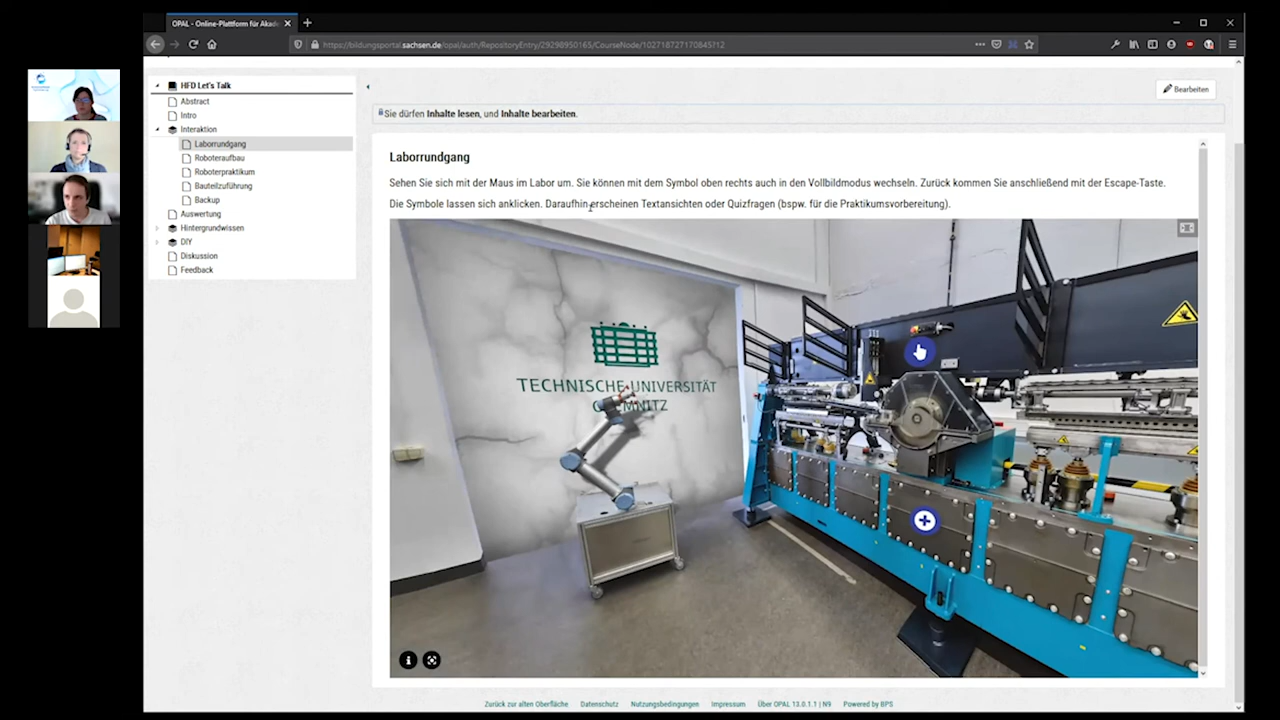 OPAL - Online-Plattform für Akade
https://bildungsportal.sachsen.de/opal/auth/RepositoryEntry/29298950165/CourseNode/102718727170845?2
HFD Let's Talk
Abstract
Intro
Interaktion
Laborrundgang
Roboteraufbau
Roboterpraktikum
Bauteilzuführung
Backup
Auswertung
Hintergrundwissen
DIY
Diskussion
Feedback
Bearbeiten
Sie dürfen Inhalte lesen, und Inhalte bearbeiten.
Laborrundgang
Sehen Sie sich mit der Maus im Labor um. Sie können mit dem Symbol oben rechts auch in den Vollbildmodus wechseln. Zurück kommen Sie anschließend mit der Escape-Taste.
Die Symbole lassen sich anklicken. Daraufhin erscheinen Textansichten oder Quizfragen (bspw. für die Praktikumsvorbereitung).
TECHNISCHE UNIVERSITÄT
CHEMNITZ
Zurück zur alten Oberfläche Datenschutz Nutzungsbedingungen Impressum Über OPAL 13.0.1.1 | N9 Powered by BPS